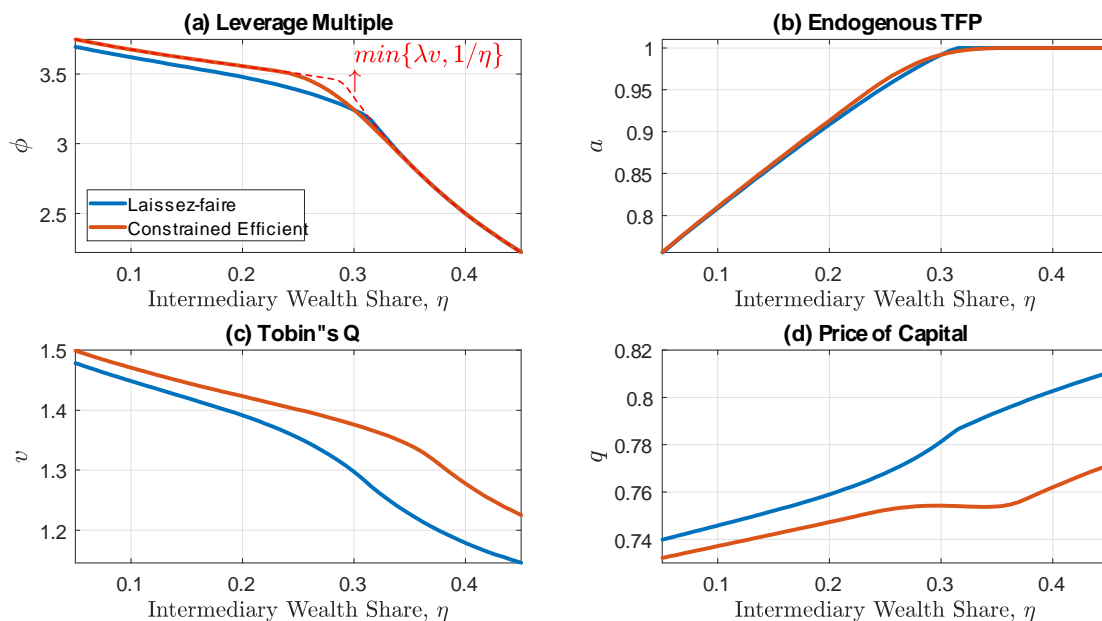 (a) Leverage Multiple
min{λv, 1/η}
3.5
3
2.5
ϕ
Laissez-faire
Constrained Efficient
0.1 0.2 0.3 0.4
Intermediary Wealth Share, η
(b) Endogenous TFP
1
0.95
0.9
0.85
0.8
a
0.1 0.2 0.3 0.4
Intermediary Wealth Share, η
(c) Tobin"s Q
1.5
1.4
1.3
1.2
v
0.1 0.2 0.3 0.4
Intermediary Wealth Share, η
(d) Price of Capital
0.82
0.8
0.78
0.76
0.74
q
0.1 0.2 0.3 0.4
Intermediary Wealth Share, η